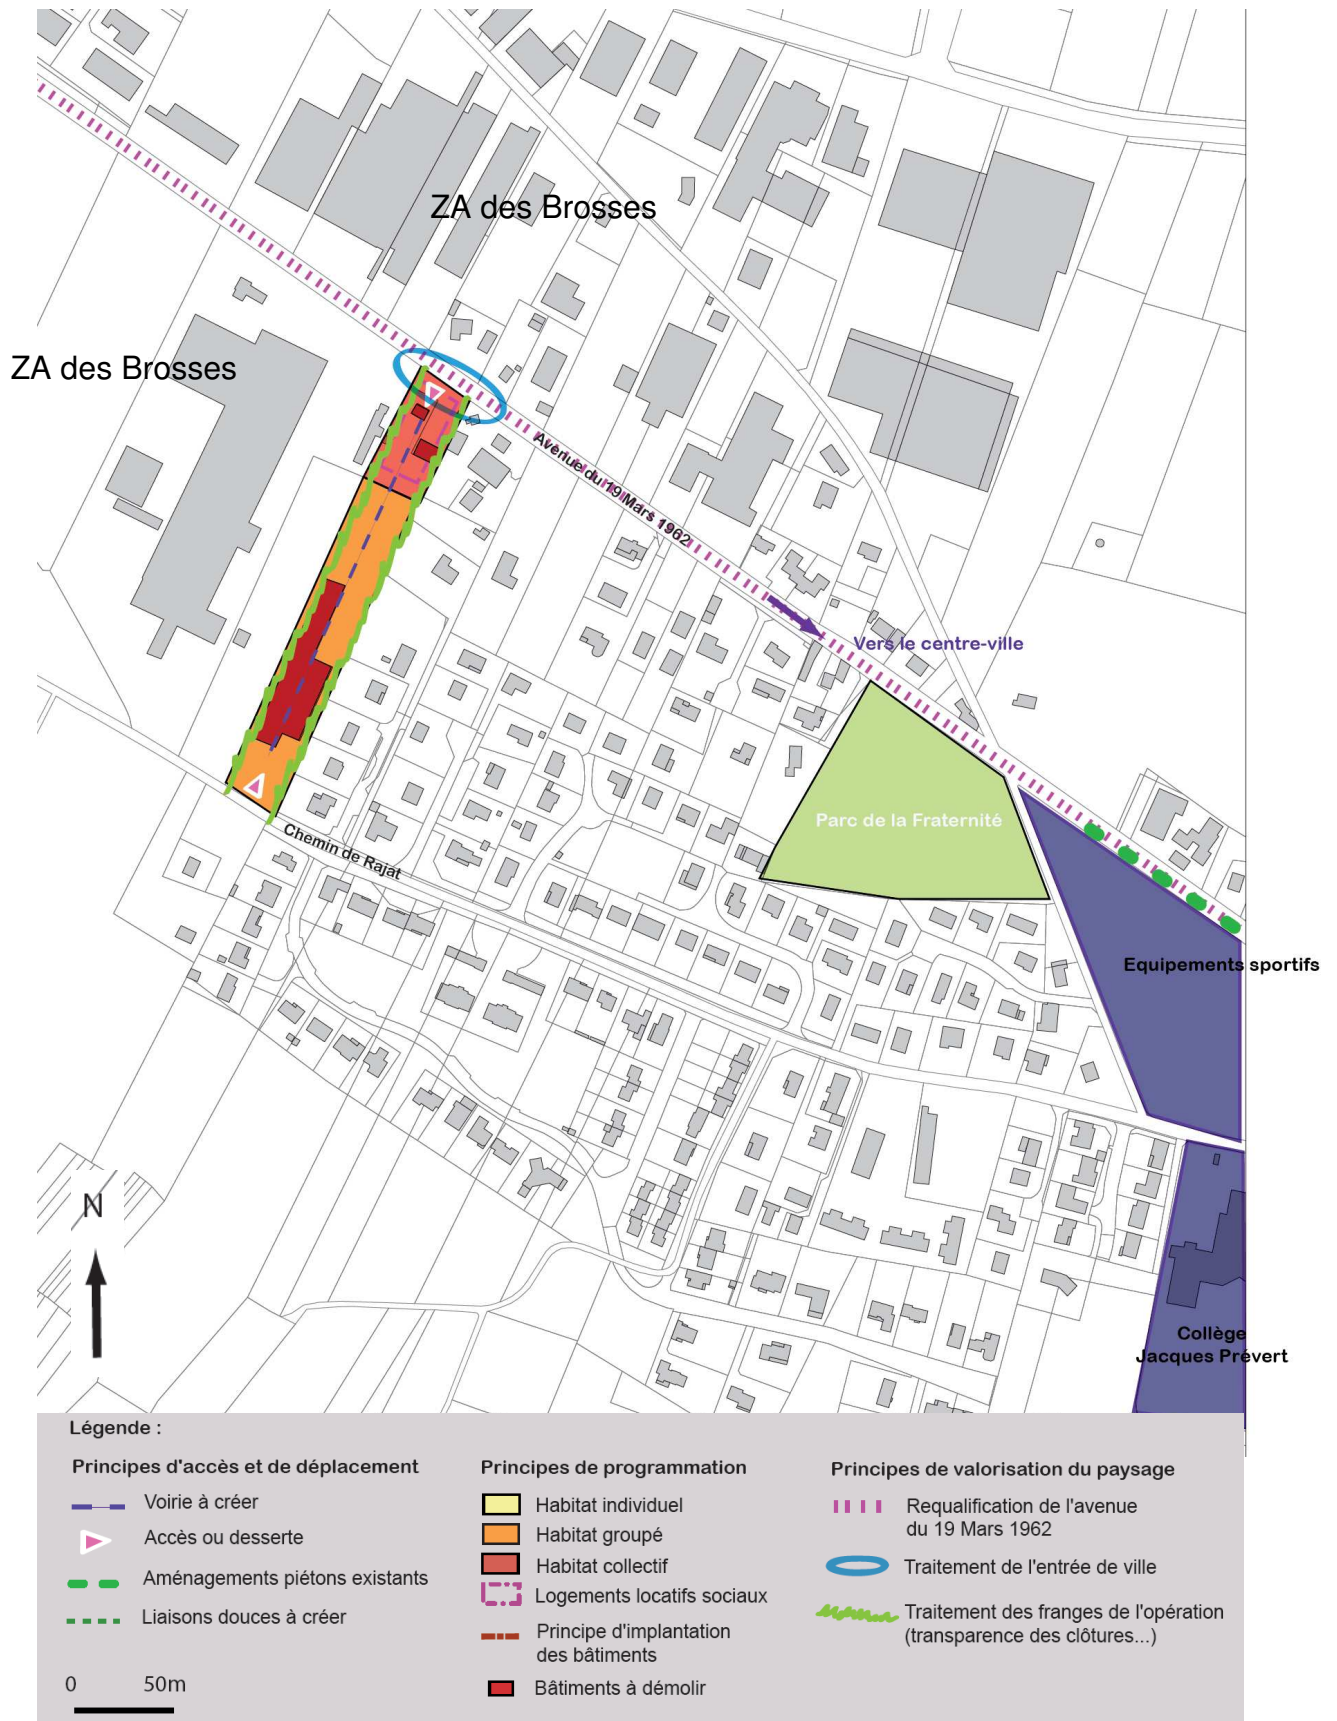 ZA des Brosses
ZA des Brosses
Avenue du 19 Mars 1962
Vers le centre-ville
Parc de la Fraternité
Chemin de Rajat
Equipements sportifs
N
Collège
Jacques Prévert
Légende :
Principes d'accès et de déplacement
Voirie à créer
Accès ou desserte
Aménagements piétons existants
Liaisons douces à créer
0 50m
Principes de programmation
Habitat individuel
Habitat groupé
Habitat collectif
Logements locatifs sociaux
Principe d'implantation
des bâtiments
Bâtiments à démolir
Principes de valorisation du paysage
Requalification de l'avenue
du 19 Mars 1962
Traitement de l'entrée de ville
Traitement des franges de l'opération
(transparence des clôtures...)